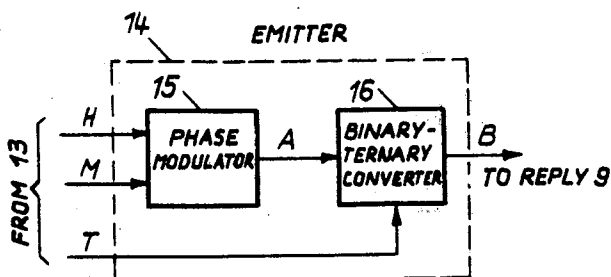 14
EMITTER
15
16
H
PHASE
MODULATOR
A
BINARY-
TERNARY
CONVERTER
B
TO REPLY 9
M
T
FROM 13